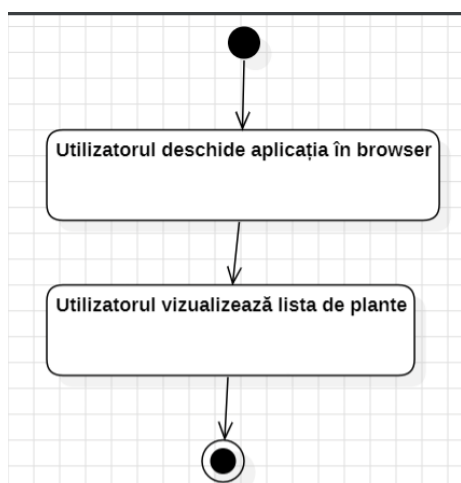 Utilizatorul deschide aplicația în browser
Utilizatorul vizualizează lista de plante